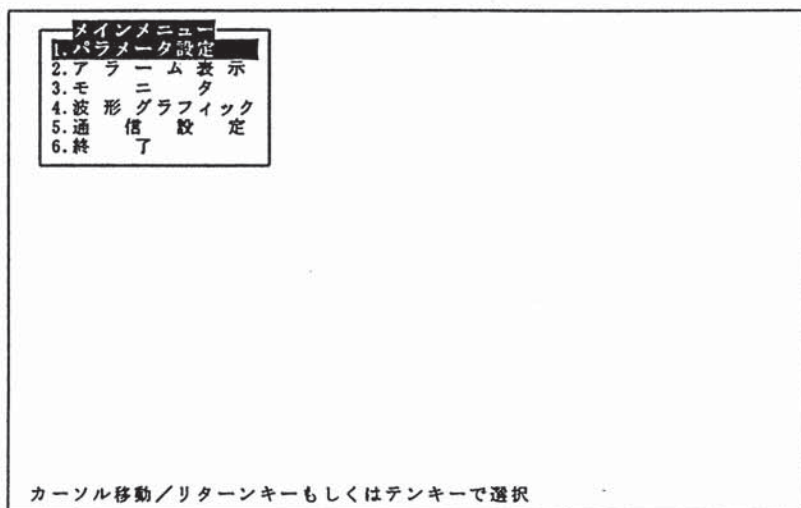 メインメニュー
1.パラメータ設定
2.アラーム表示
3.モニタ
4.波形グラフィック
5.通信設定
6.終了
カーソル移動／リターンキーもしくはテンキーで選択